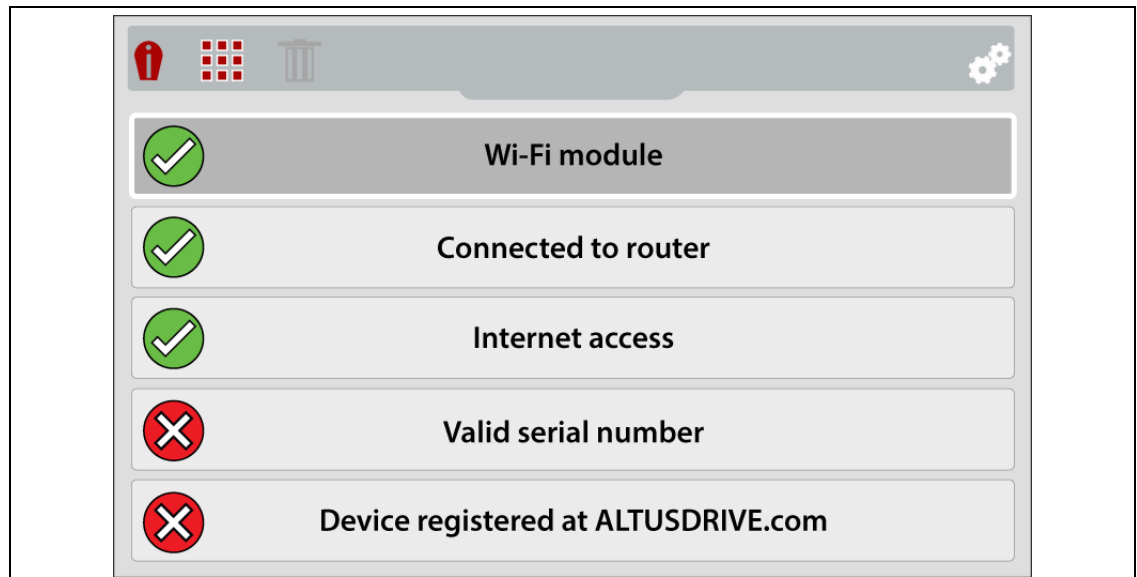 Wi-Fi module
Connected to router
Internet access
Valid serial number
Device registered at ALTUSDRIVE.com